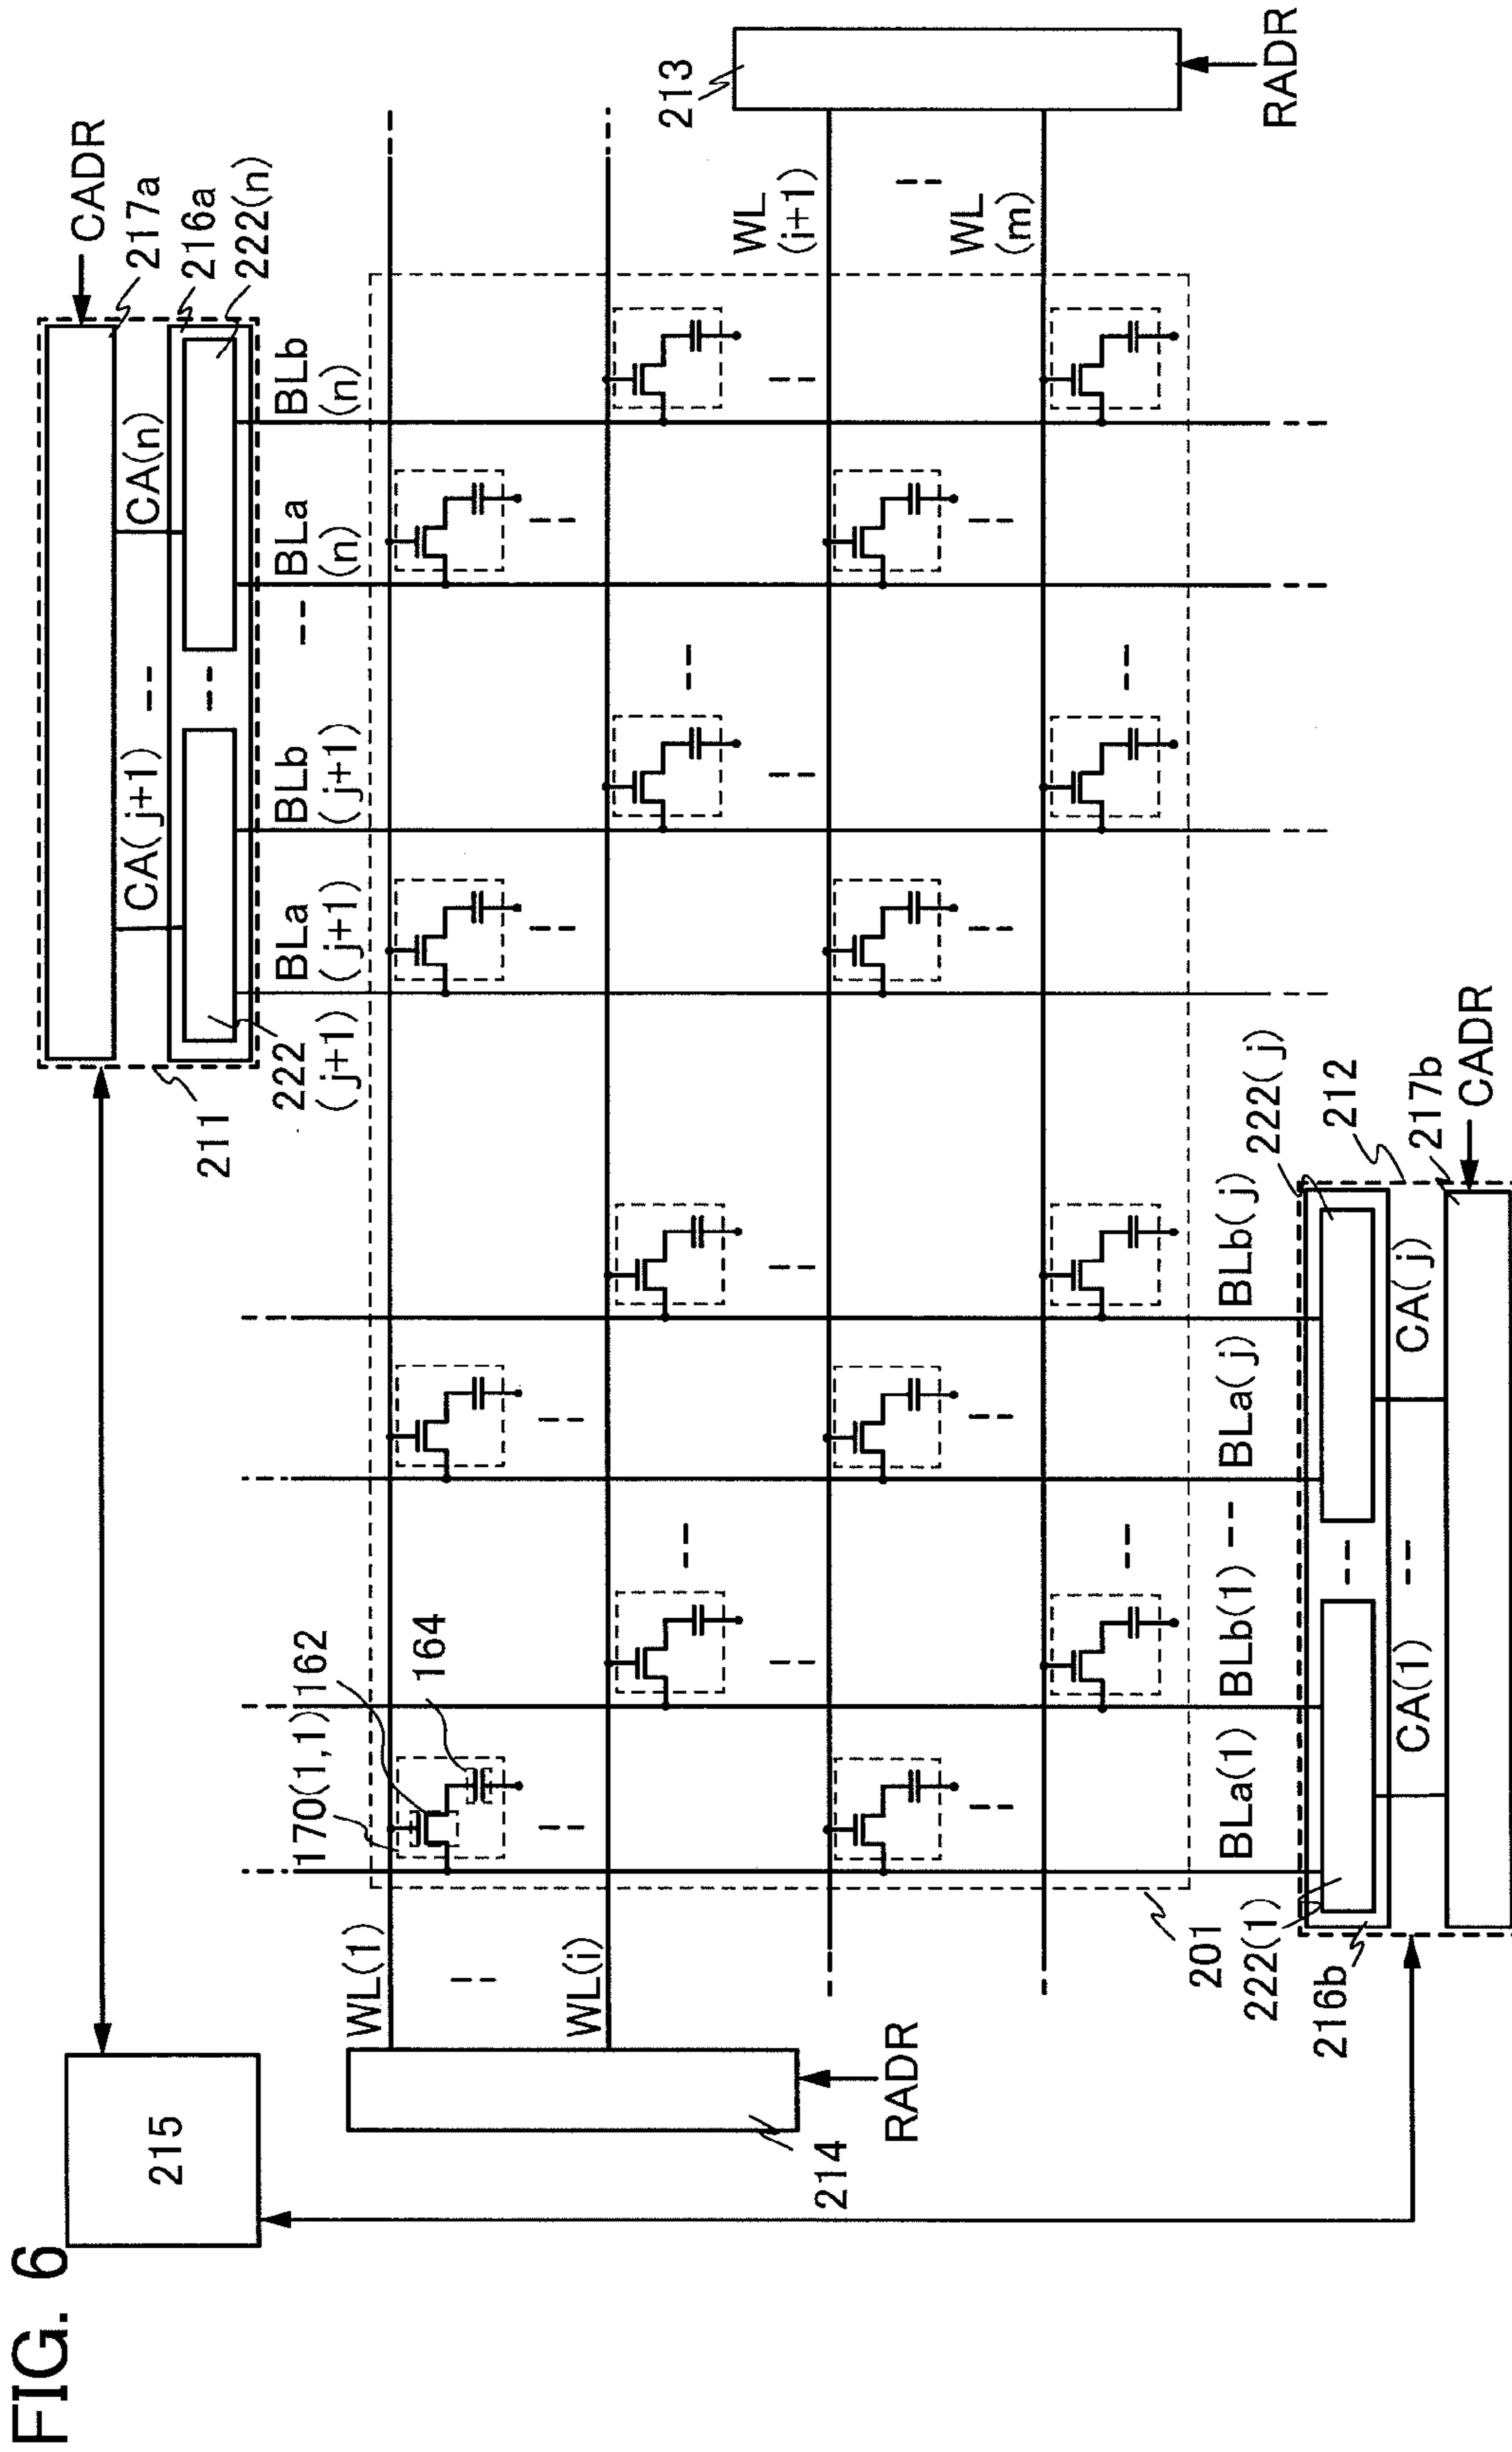 FIG. 6
215
211
CADR
217a
216a
222(n)
CA(j+1)
CA(n)
222
(j+1)
BLa
(j+1)
BLb
(j+1)
BLa
(n)
BLb
(n)
170(1,1)
162
164
WL(1)
WL(i)
214
RADR
213
RADR
WL
(i+1)
WL
(m)
201
BLa(1)
BLb(1)
BLa(j)
BLb(j)
222(1)
216b
222(j)
212
217b
CA(1)
CA(j)
CADR